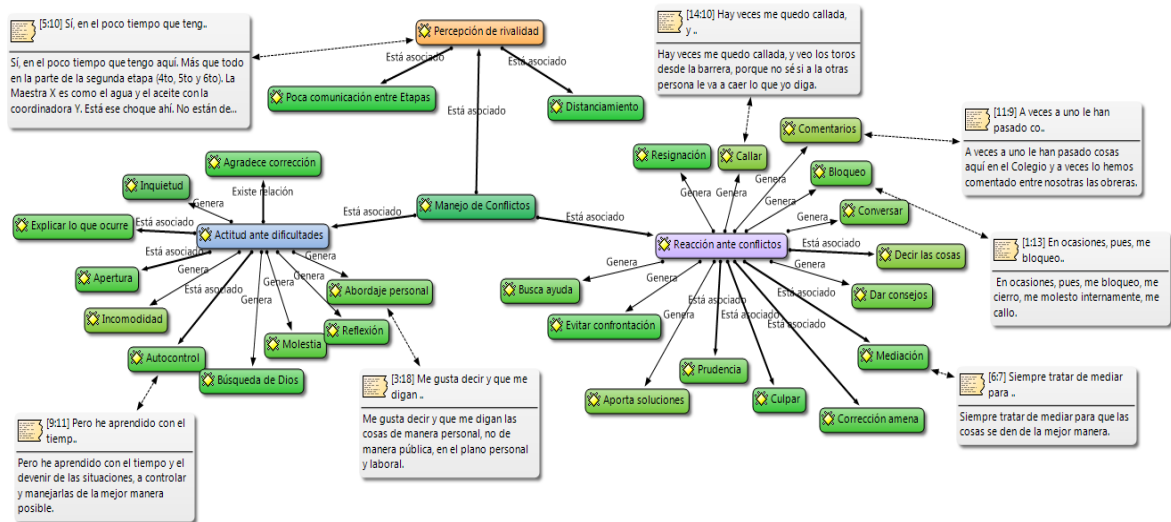 [5:10] Sí, en el poco tiempo que teng..
Sí, en el poco tiempo que tengo aquí. Más que todo
en la parte de la segunda etapa (4to, 5to y 6to). La
Maestra X es como el agua y el aceite con la
coordinadora Y. Está ese choque ahí. No están de...
Percepción de rivalidad
Está asociado
Está asociado
Poca comunicación entre Etapas
Distanciamiento
Está asociado
[14:10] Hay veces me quedo callada,
y ..
Hay veces me quedo callada, y veo los toros
desde la barrera, porque no sé si a la otras
persona le va a caer lo que yo diga.
[11:9] A veces a uno le han
pasado co..
A veces a uno le han pasado cosas
aquí en el Colegio y a veces lo hemos
comentado entre nosotras las obreras.
Comentarios
Resignación
Callar
Bloqueo
Genera
Genera
Genera
Genera
Conversar
Genera
Agradece corrección
Existe relación
Inquietud
Genera
Explicar lo que ocurre
Está asociado
Actitud ante dificultades
Está asociado
Manejo de Conflictos
Está asociado
Reacción ante conflictos
Está asociado
Decir las cosas
[1:13] En ocasiones, pues, me
bloqueo..
En ocasiones, pues, me bloqueo, me
cierro, me molesto internamente, me
callo.
Apertura
Está asociado
Genera
Está asociado
Genera
Genera
Genera
Genera
Abordaje personal
Incomodidad
Autocontrol
Búsqueda de Dios
Molestia
Reflexión
Busca ayuda
Genera
Evitar confrontación
Genera
Genera
Aporta soluciones
Está asociado
Prudencia
Está asociado
Culpar
Está asociado
Corrección amena
Está asociado
Mediación
Genera
Dar consejos
[3:18] Me gusta decir y que me
digan ..
Me gusta decir y que me digan las
cosas de manera personal, no de
manera pública, en el plano personal
y laboral.
[6:7] Siempre tratar de mediar
para ..
Siempre tratar de mediar para que las
cosas se den de la mejor manera.
[9:11] Pero he aprendido con el
tiemp..
Pero he aprendido con el tiempo y el
devenir de las situaciones, a controlar
y manejarlas de la mejor manera
posible.